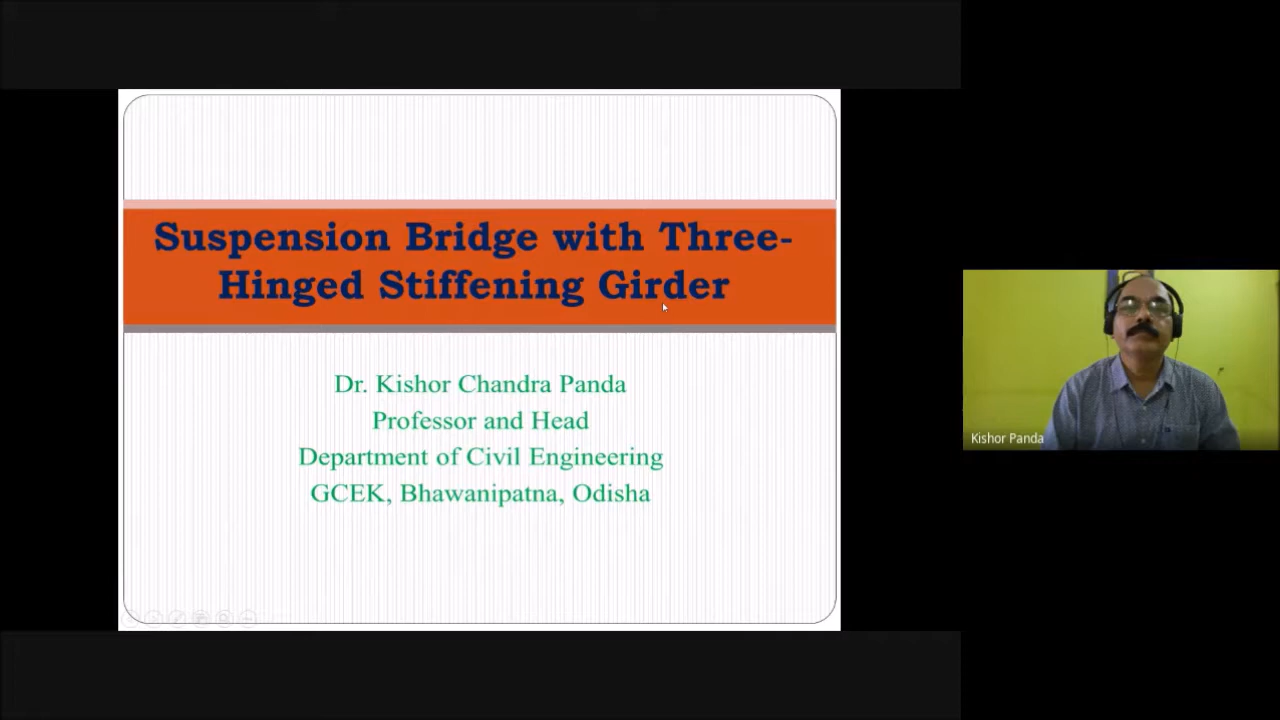 Suspension Bridge with Three-
Hinged Stiffening Girder
Dr. Kishor Chandra Panda
Professor and Head
Department of Civil Engineering
GCEK, Bhawanipatna, Odisha
Kishor Panda